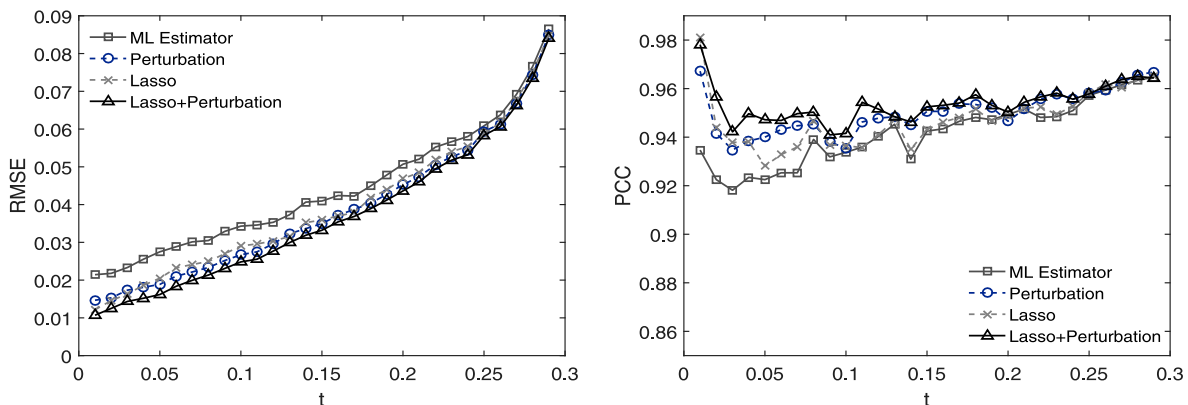 0.09
0.08
0.07
0.06
0.05
0.04
0.03
0.02
0.01
0
RMSE
ML Estimator
Perturbation
Lasso
Lasso+Perturbation
0 0.05 0.1 0.15 0.2 0.25 0.3
t
0.98
0.96
0.94
0.92
0.9
0.88
0.86
PCC
ML Estimator
Perturbation
Lasso
Lasso+Perturbation
0 0.05 0.1 0.15 0.2 0.25 0.3
t